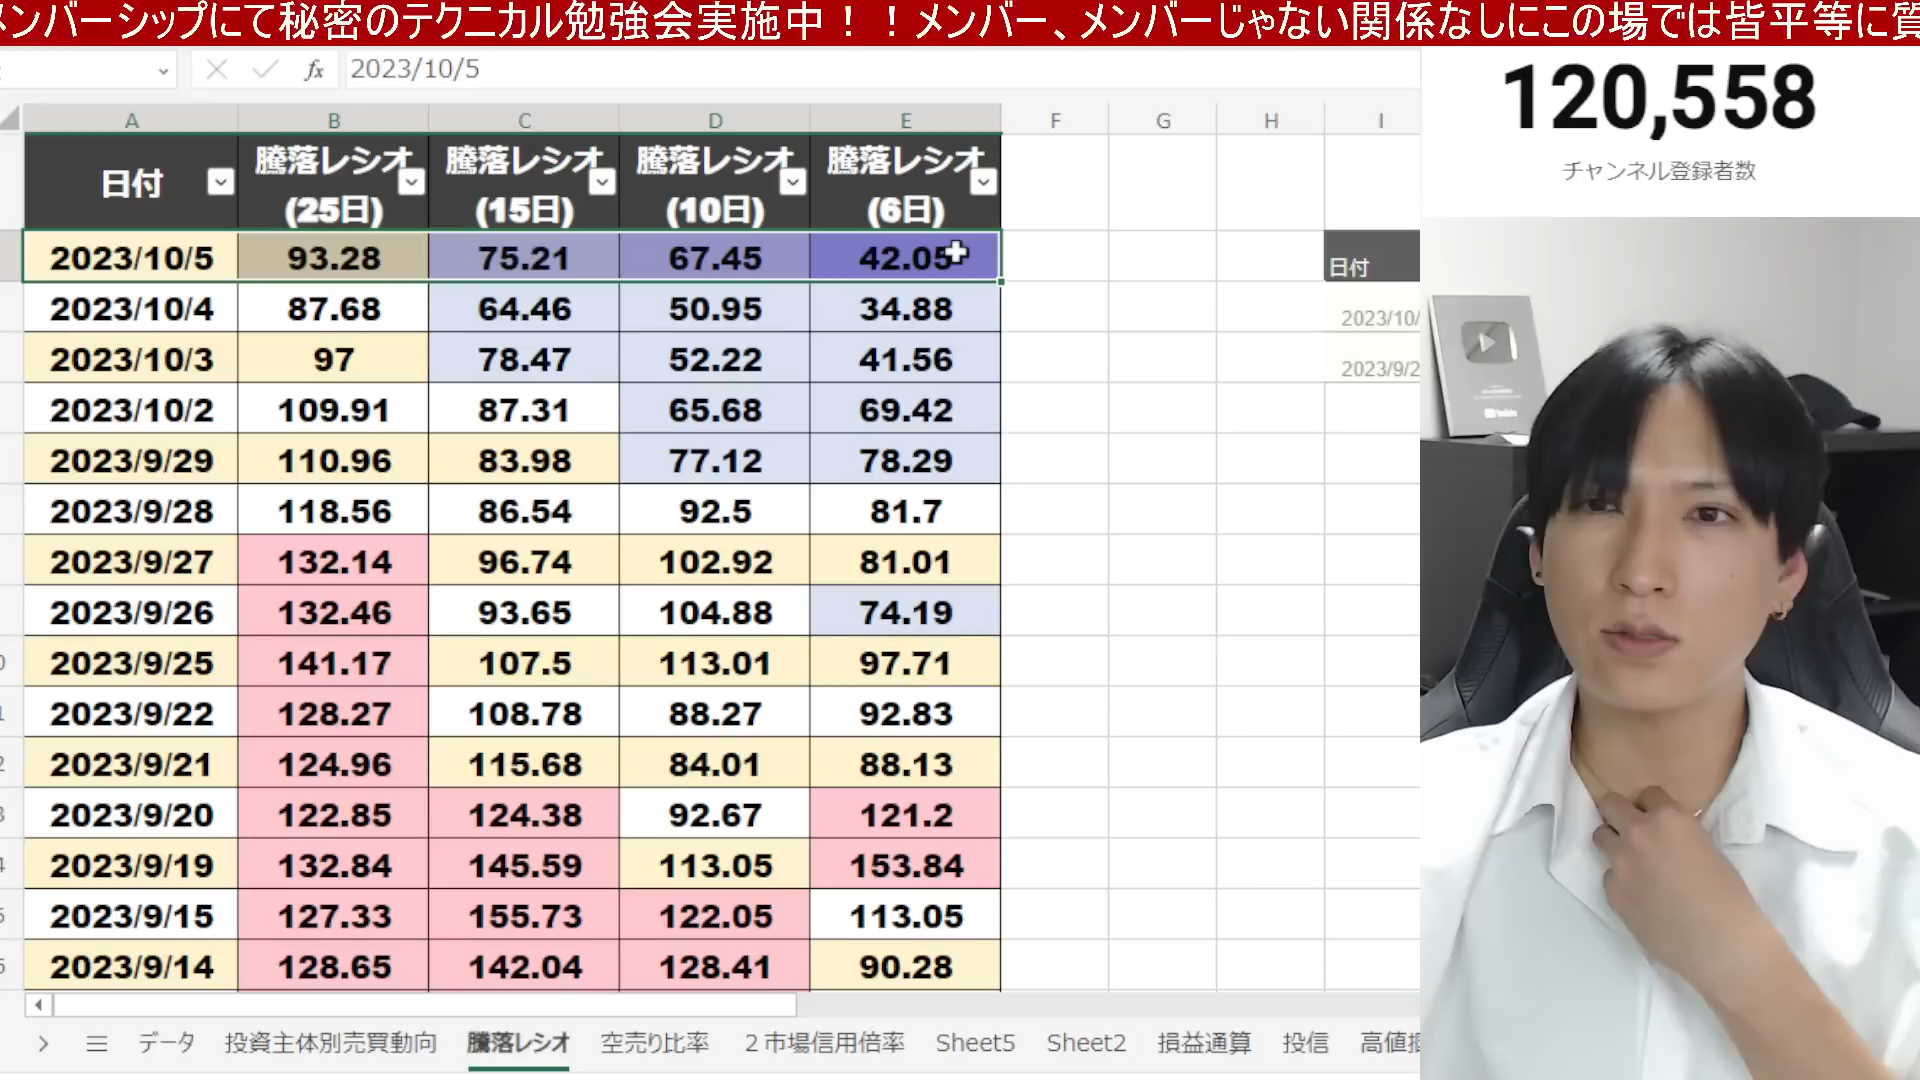 メンバーシップにて秘密のテクニカル勉強会実施中！！メンバー、メンバーじゃない関係なしにこの場では皆平等に質
fx 2023/10/5
120,558
チャンネル登録者数
A B C D E F G H I
日付 騰落レシオ(25日) 騰落レシオ(15日) 騰落レシオ(10日) 騰落レシオ(6日)
2023/10/5 93.28 75.21 67.45 42.05
2023/10/4 87.68 64.46 50.95 34.88
2023/10/3 97 78.47 52.22 41.56
2023/10/2 109.91 87.31 65.68 69.42
2023/9/29 110.96 83.98 77.12 78.29
2023/9/28 118.56 86.54 92.5 81.7
2023/9/27 132.14 96.74 102.92 81.01
2023/9/26 132.46 93.65 104.88 74.19
2023/9/25 141.17 107.5 113.01 97.71
2023/9/22 128.27 108.78 88.27 92.83
2023/9/21 124.96 115.68 84.01 88.13
2023/9/20 122.85 124.38 92.67 121.2
2023/9/19 132.84 145.59 113.05 153.84
2023/9/15 127.33 155.73 122.05 113.05
2023/9/14 128.65 142.04 128.41 90.28
日付
2023/10/
2023/9/2
データ 投資主体別売買動向 騰落レシオ 空売り比率 2市場信用倍率 Sheet5 Sheet2 損益通算 投信 高値